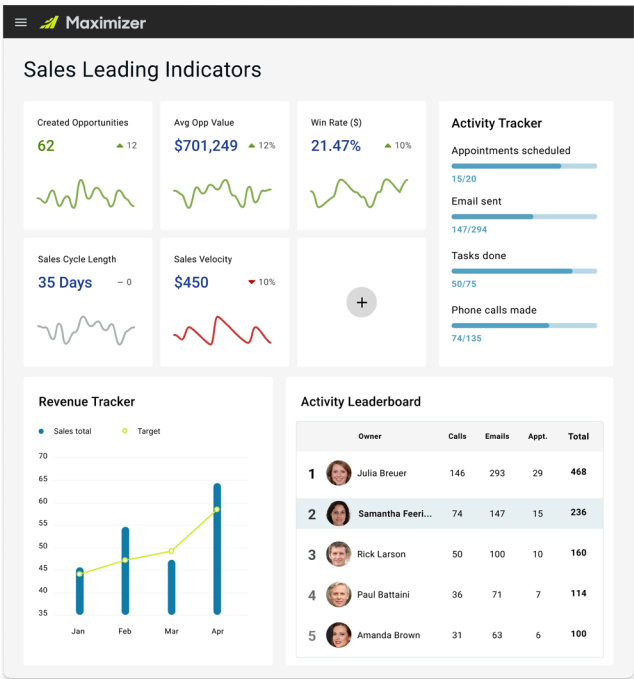 Maximizer
Sales Leading Indicators
Created Opportunities
62
12
Avg Opp Value
$701,249
12%
Win Rate ($)
21.47%
10%
Sales Cycle Length
35 Days
– 0
Sales Velocity
$450
10%
+
Activity Tracker
Appointments scheduled
15/20
Email sent
147/294
Tasks done
50/75
Phone calls made
74/135
Revenue Tracker
Sales total
Target
70
65
60
55
50
45
40
35
Jan Feb Mar Apr
Activity Leaderboard
Owner Calls Emails Appt. Total
1 Julia Breuer 146 293 29 468
2 Samantha Feeri... 74 147 15 236
3 Rick Larson 50 100 10 160
4 Paul Battaini 36 71 7 114
5 Amanda Brown 31 63 6 100